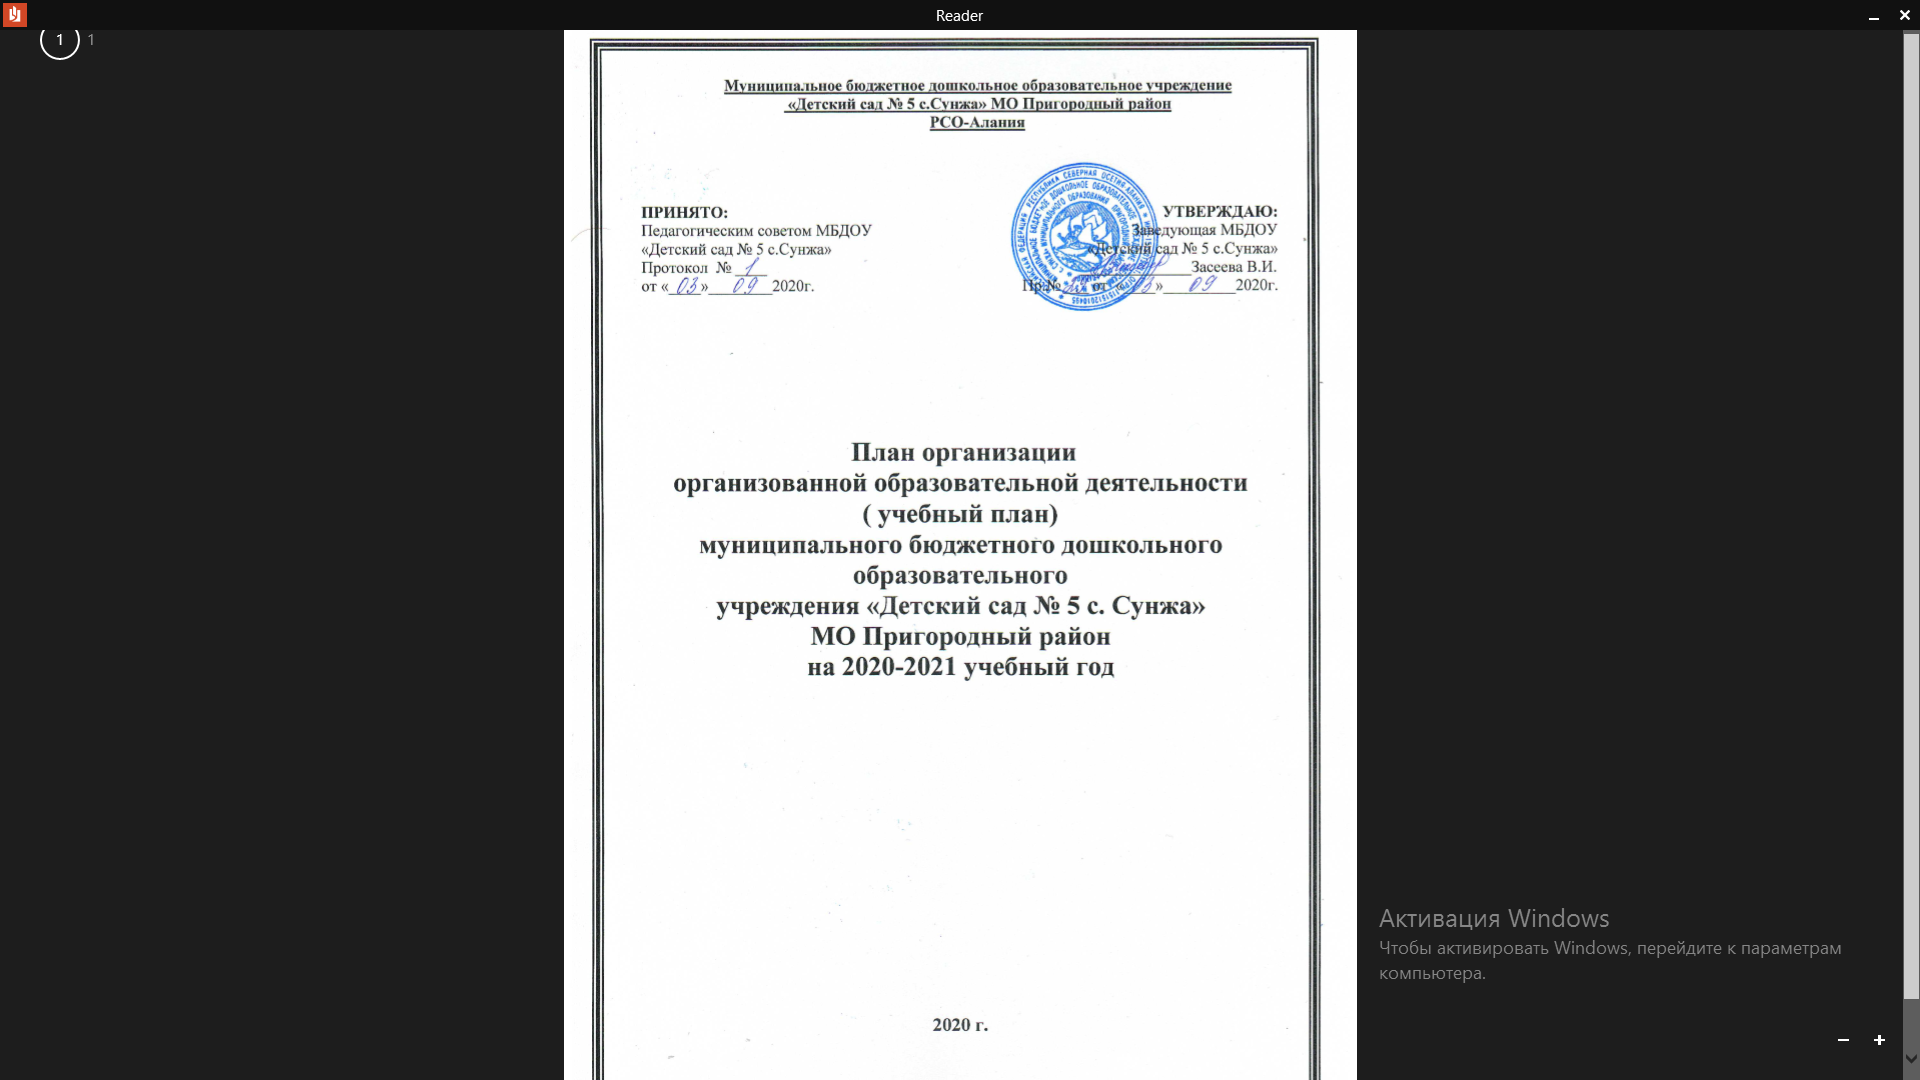 Reader
1 1
Муниципальное бюджетное дошкольное образовательное учреждение
«Детский сад № 5 с.Сунжа» МО Пригородный район
РСО-Алания
ПРИНЯТО:
Педагогическим советом МБДОУ
«Детский сад № 5 с.Сунжа»
Протокол № 1
от «03» 09 2020г.
УТВЕРЖДАЮ:
Заведующая МБДОУ
«Детский сад № 5 с.Сунжа»
Засеева В.И.
Пр.№ от «03» 09 2020г.
План организации
организованной образовательной деятельности
( учебный план)
муниципального бюджетного дошкольного
образовательного
учреждения «Детский сад № 5 с. Сунжа»
МО Пригородный район
на 2020-2021 учебный год
2020 г.
Активация Windows
Чтобы активировать Windows, перейдите к параметрам
компьютера.